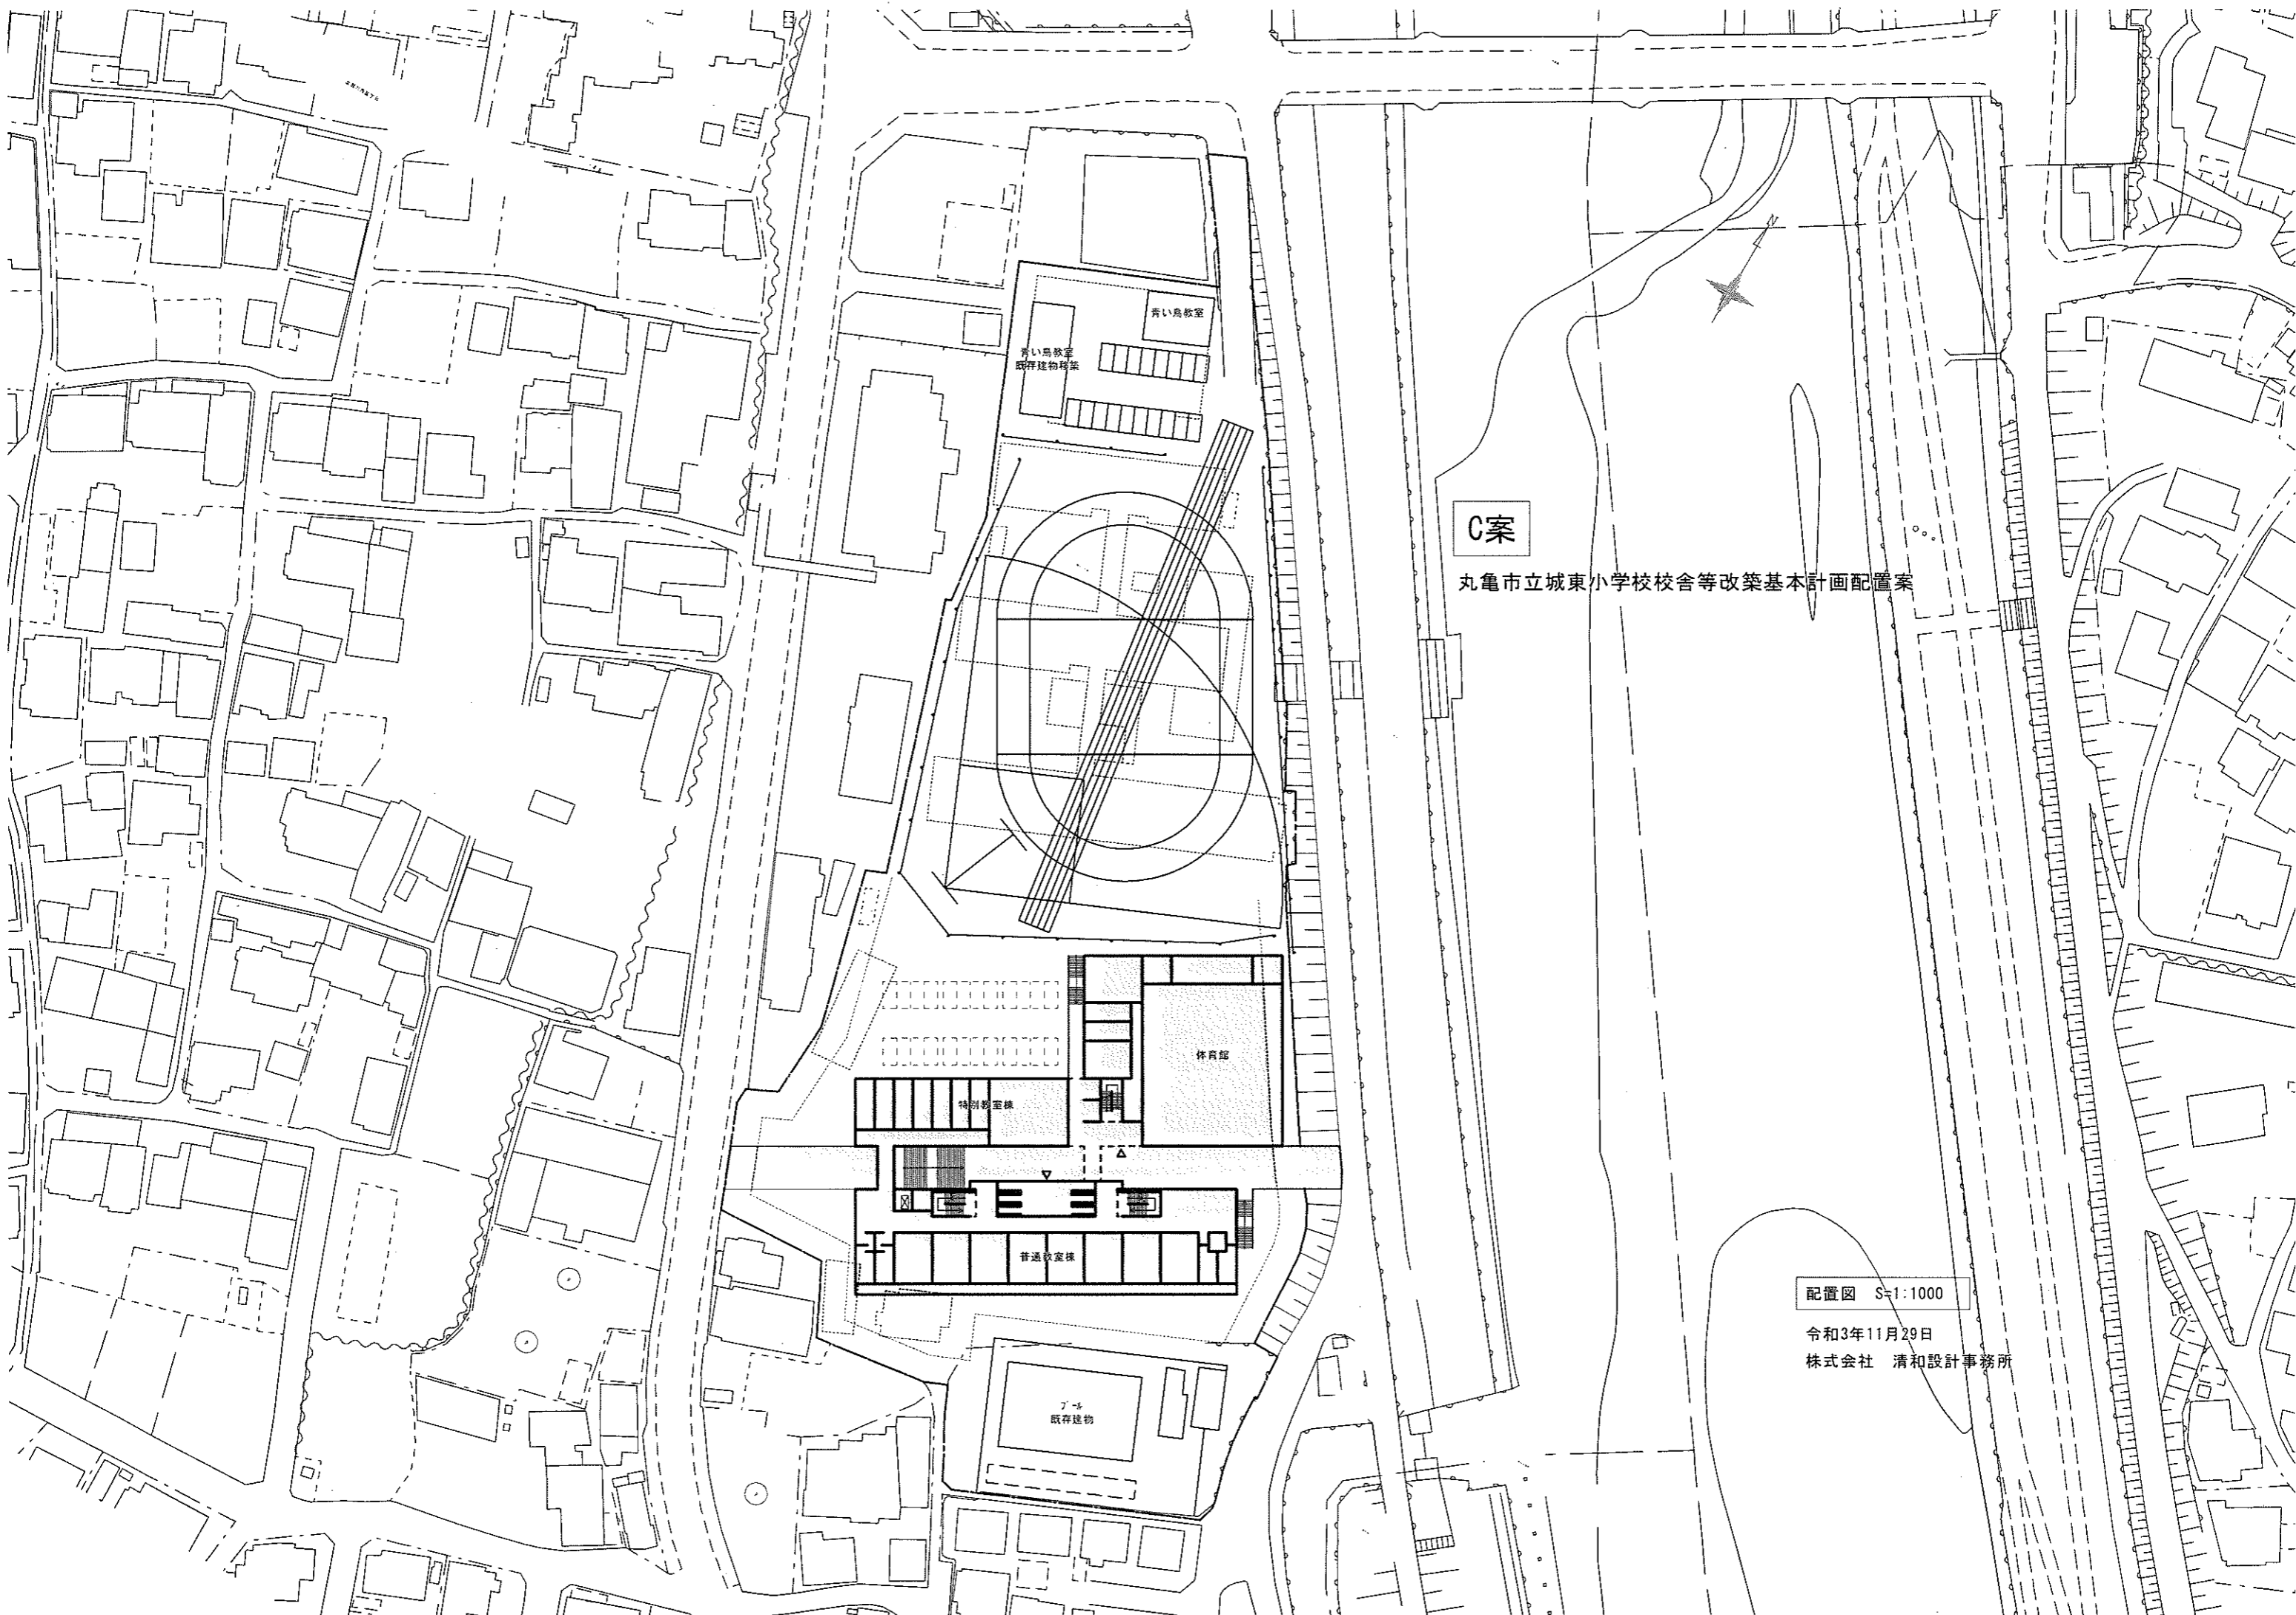 青い鳥教室
青い鳥教室
既存建物移築
C案
丸亀市立城東小学校校舎等改築基本計画配置案
体育館
特別教室棟
普通教室棟
配置図 S=1:1000
令和3年11月29日
株式会社 清和設計事務所
プール
既存建物